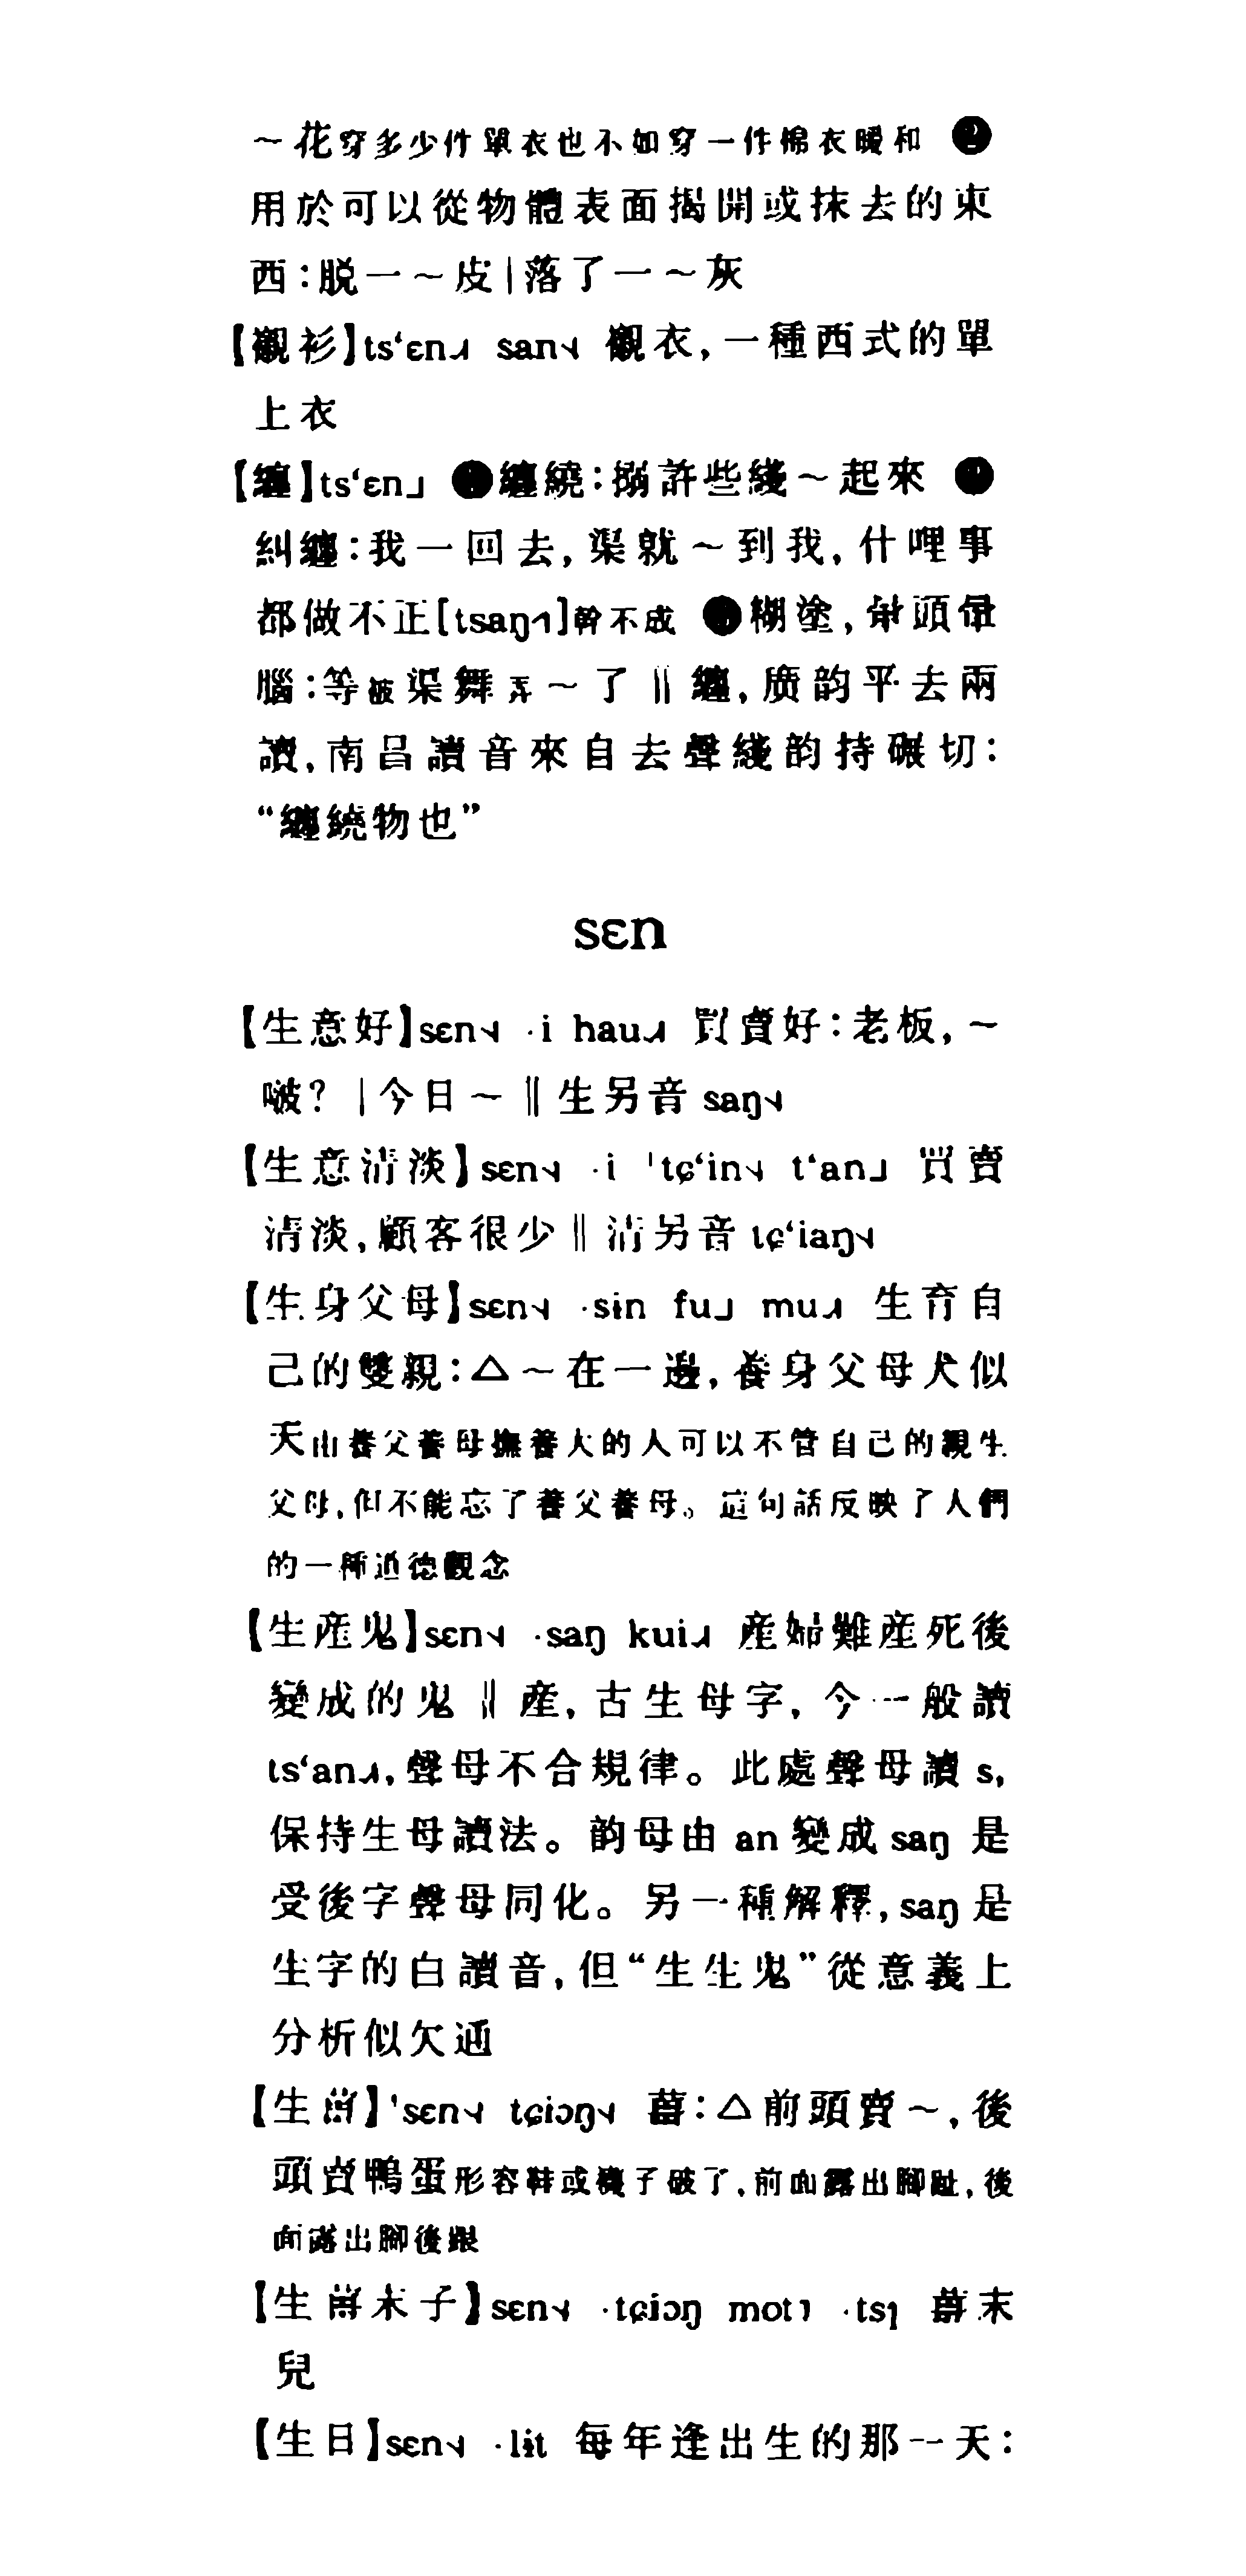 ～花穿多少件單衣也不如穿一件棉衣暖和 ❷
用於可以從物體表面揭開或抹去的東
西:脱一～皮|落了一～灰
【襯衫】ts‘ɛn˩˧ san˦˨ 襯衣,一種西式的單
上衣
【纏】ts‘ɛn˩ ❶纏繞:搦許些綫～起來 ❷
糾纏:我一回去,渠就～到我,什哩事
都做不正[tsaŋ˦˥]幹不成 ❸糊塗,昏頭昏
腦:等被渠舞弄～了 ‖ 纏,廣韵平去兩
讀,南昌讀音來自去聲綫韵持碾切:
“纏繞物也”
sɛn
【生意好】sɛn˦˨ ·i hau˩˧ 買賣好:老板,～
啵? |今日～ ‖ 生另音 saŋ˦˨
【生意清淡】sɛn˦˨ ·i ˈtɕ‘in˦˨ t‘an˩ 買賣
清淡,顧客很少 ‖ 清另音 tɕ‘iaŋ˦˨
【生身父母】sɛn˦˨ ·sɨn fu˩ mu˩˧ 生育自
己的雙親:△～在一邊,養身父母大似
天由養父養母撫養大的人可以不管自己的親生
父母,但不能忘了養父養母。這句話反映了人們
的一種道德觀念
【生産鬼】sɛn˦˨ ·saŋ kui˩˧ 産婦難産死後
變成的鬼 ‖ 産,古生母字,今一般讀
ts‘an˩˧,聲母不合規律。此處聲母讀 s,
保持生母讀法。韵母由 an 變成 saŋ 是
受後字聲母同化。另一種解釋,saŋ 是
生字的白讀音,但“生生鬼”從意義上
分析似欠通
【生薑】ˈsɛn˦˨ tɕiɔŋ˦˨ 薑:△前頭賣～,後
頭賣鴨蛋形容鞋或襪子破了,前面露出脚趾,後
面露出脚後跟
【生薑末子】sɛn˦˨ ·tɕiɔŋ mot˥ ·tsɿ 薑末
兒
【生日】sɛn˦˨ ·lɨt 每年逢出生的那一天: